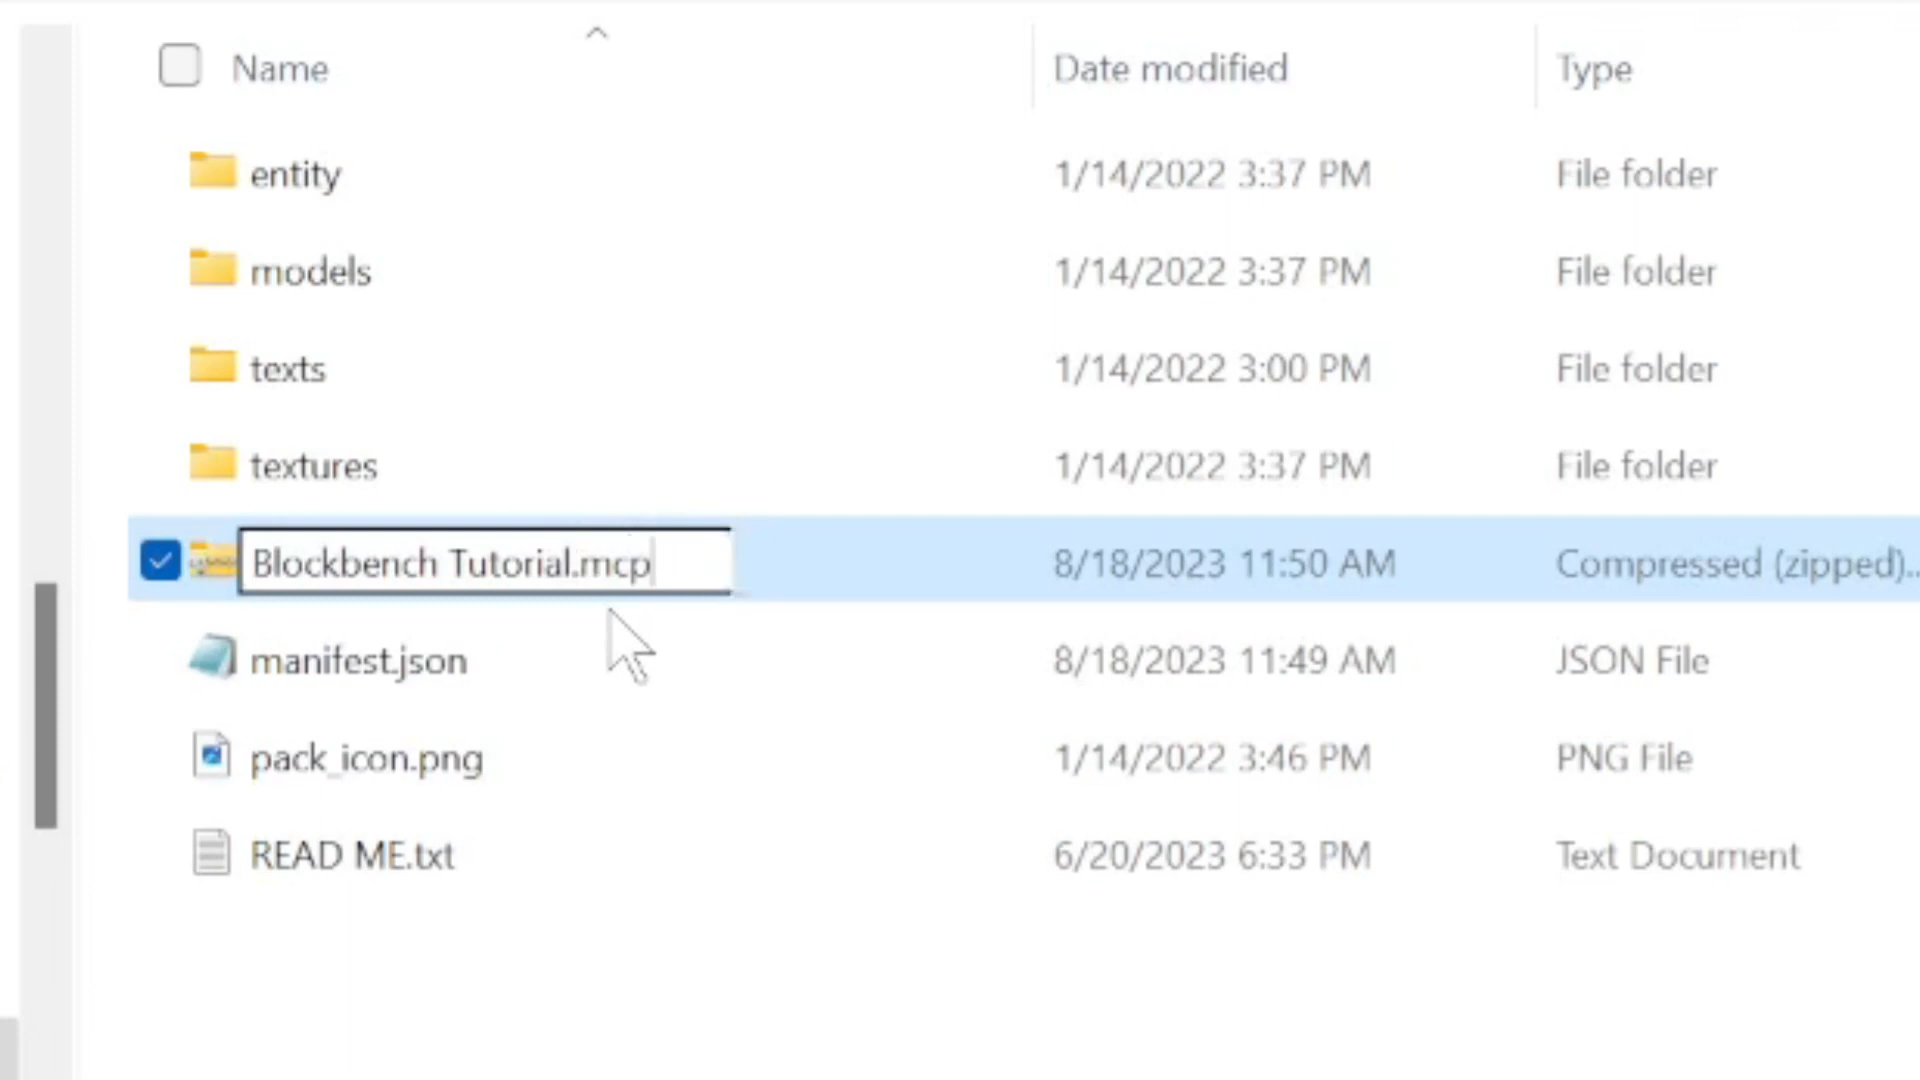 Name Date modified Type
entity 1/14/2022 3:37 PM File folder
models 1/14/2022 3:37 PM File folder
texts 1/14/2022 3:00 PM File folder
textures 1/14/2022 3:37 PM File folder
Blockbench Tutorial.mcp 8/18/2023 11:50 AM Compressed (zipped)...
manifest.json 8/18/2023 11:49 AM JSON File
pack_icon.png 1/14/2022 3:46 PM PNG File
READ ME.txt 6/20/2023 6:33 PM Text Document